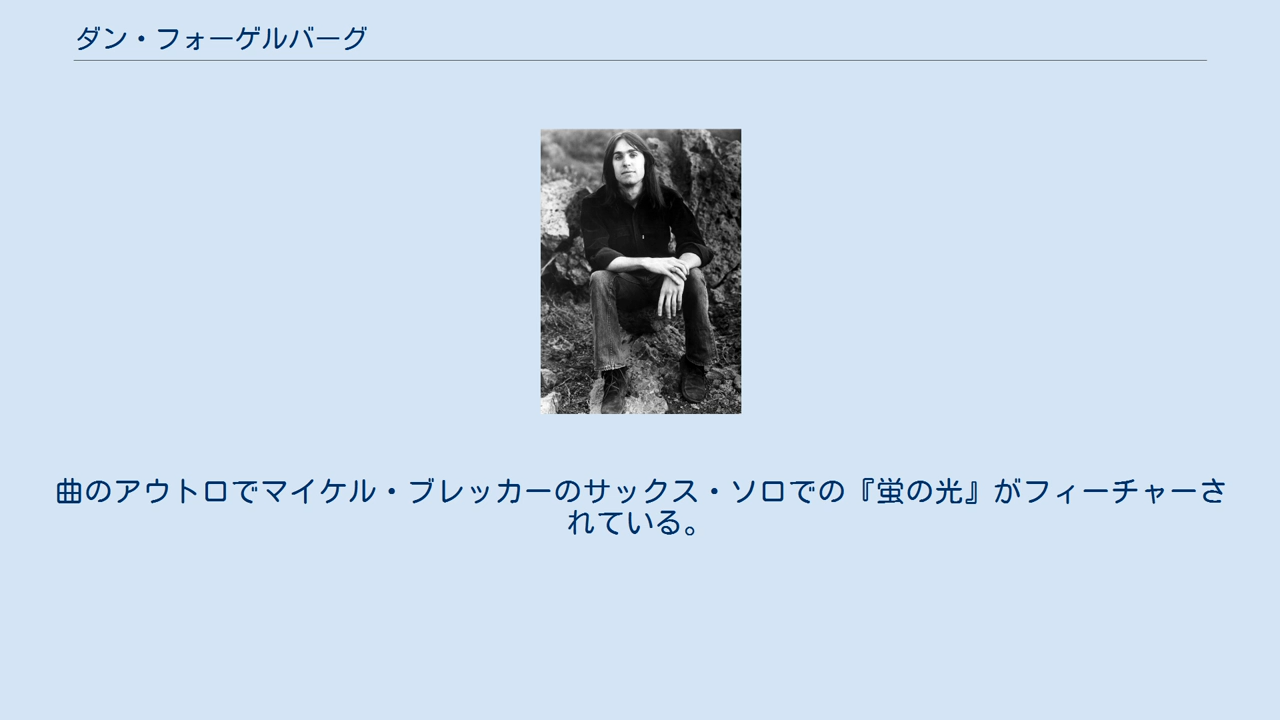 ダン・フォーゲルバーグ
曲のアウトロでマイケル・ブレッカーのサックス・ソロでの『蛍の光』がフィーチャーさ
れている。